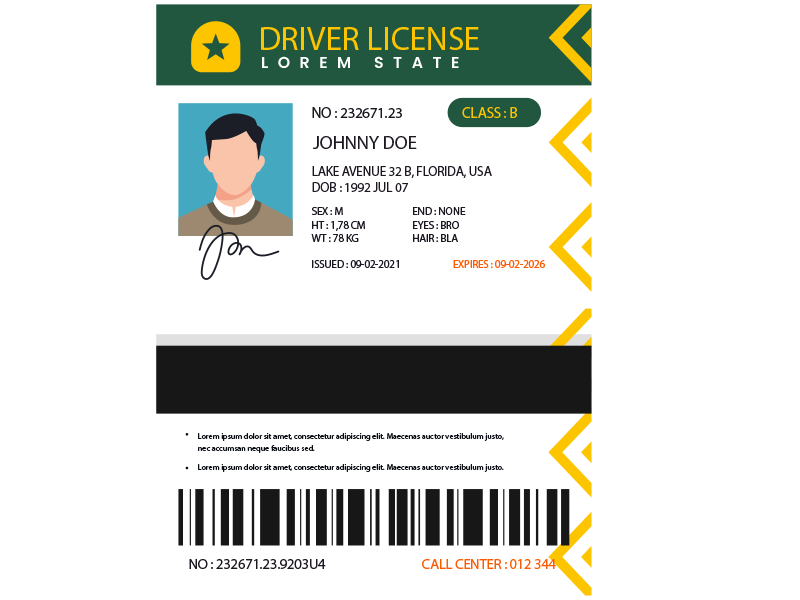 DRIVER LICENSE
LOREM STATE
NO : 232671.23
CLASS : B
JOHNNY DOE
LAKE AVENUE 32 B, FLORIDA, USA
DOB : 1992 JUL 07
SEX : M
END : NONE
HT : 1,78 CM
EYES : BRO
WT : 78 KG
HAIR : BLA
ISSUED : 09-02-2021
EXPIRES : 09-02-2026
• Lorem ipsum dolor sit amet, consectetur adipiscing elit. Maecenas auctor vestibulum justo,
nec accumsan neque faucibus sed.
• Lorem ipsum dolor sit amet, consectetur adipiscing elit. Maecenas auctor vestibulum justo.
NO : 232671.23.9203U4
CALL CENTER : 012 344